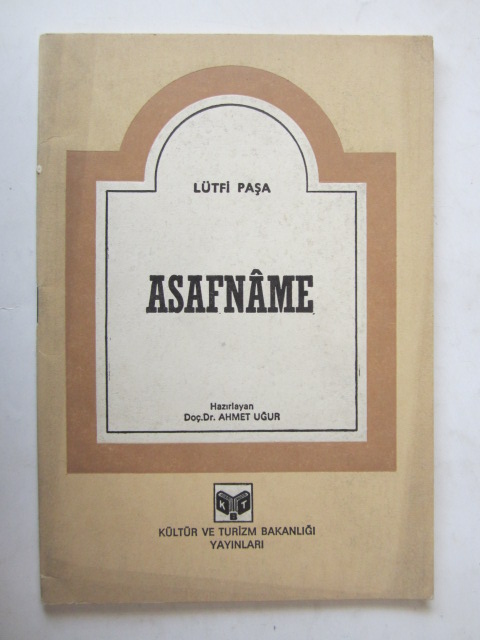 LÜTFİ PAŞA
ASAFNÂME
Hazırlayan
Doç.Dr. AHMET UĞUR
K T
KÜLTÜR VE TURİZM BAKANLIĞI
YAYINLARI